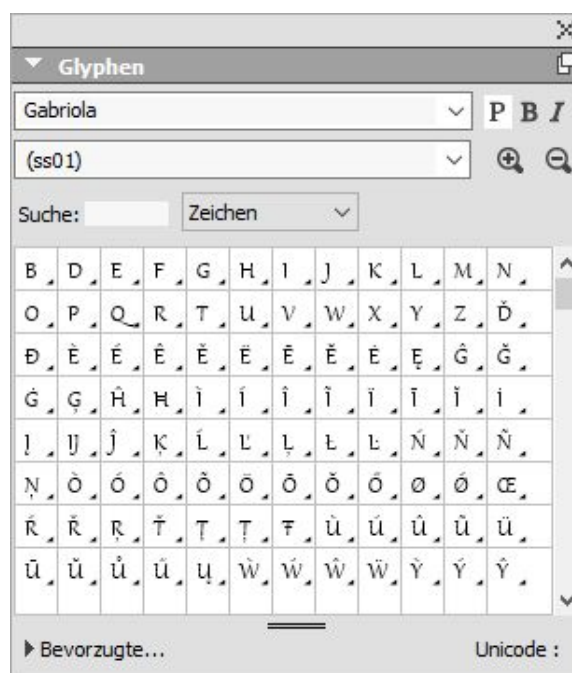 Glyphen
Gabriola P B I
(ss01)
Suche: Zeichen
B D E F G H I J K L M N
O P Q R T U V W X Y Z Ď
Đ È É Ê Ě Ë Ē Ĕ Ė Ę Ĝ Ğ
Ġ Ģ Ĥ Ħ Ì Í Î Ĩ Ï Ī Ĭ İ
Į Ĳ Ĵ Ķ Ĺ Ľ Ļ Ł Ŀ Ń Ň Ñ
Ņ Ò Ó Ô Õ Ö Ō Ŏ Ő Ø Ǿ Œ
Ŕ Ř Ŗ Ť Ţ Ț Ŧ Ù Ú Û Ũ Ü
Ū Ŭ Ů Ű Ų Ẁ Ẃ Ŵ Ẅ Ỳ Ý Ŷ
Bevorzugte... Unicode :